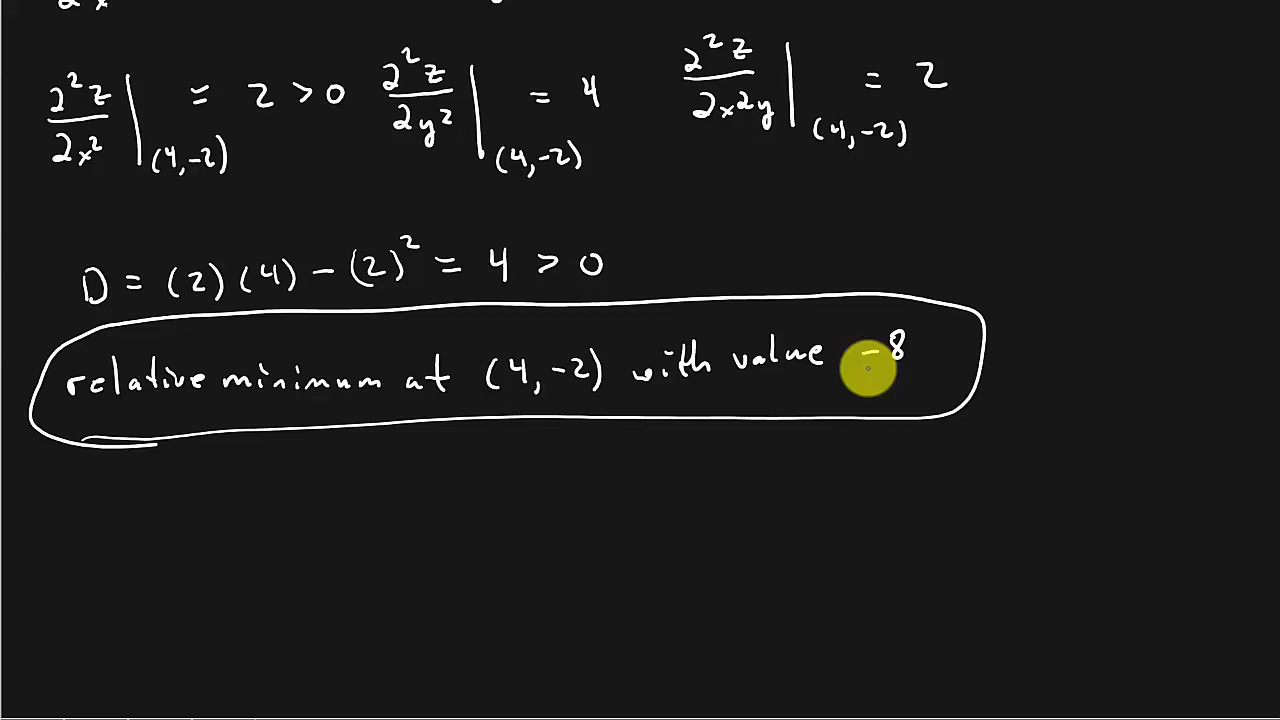 ∂²z/∂x² |(4,-2) = 2 > 0 ∂²z/∂y² |(4,-2) = 4 ∂²z/∂x∂y |(4,-2) = 2
D = (2)(4) - (2)² = 4 > 0
relative minimum at (4,-2) with value -8